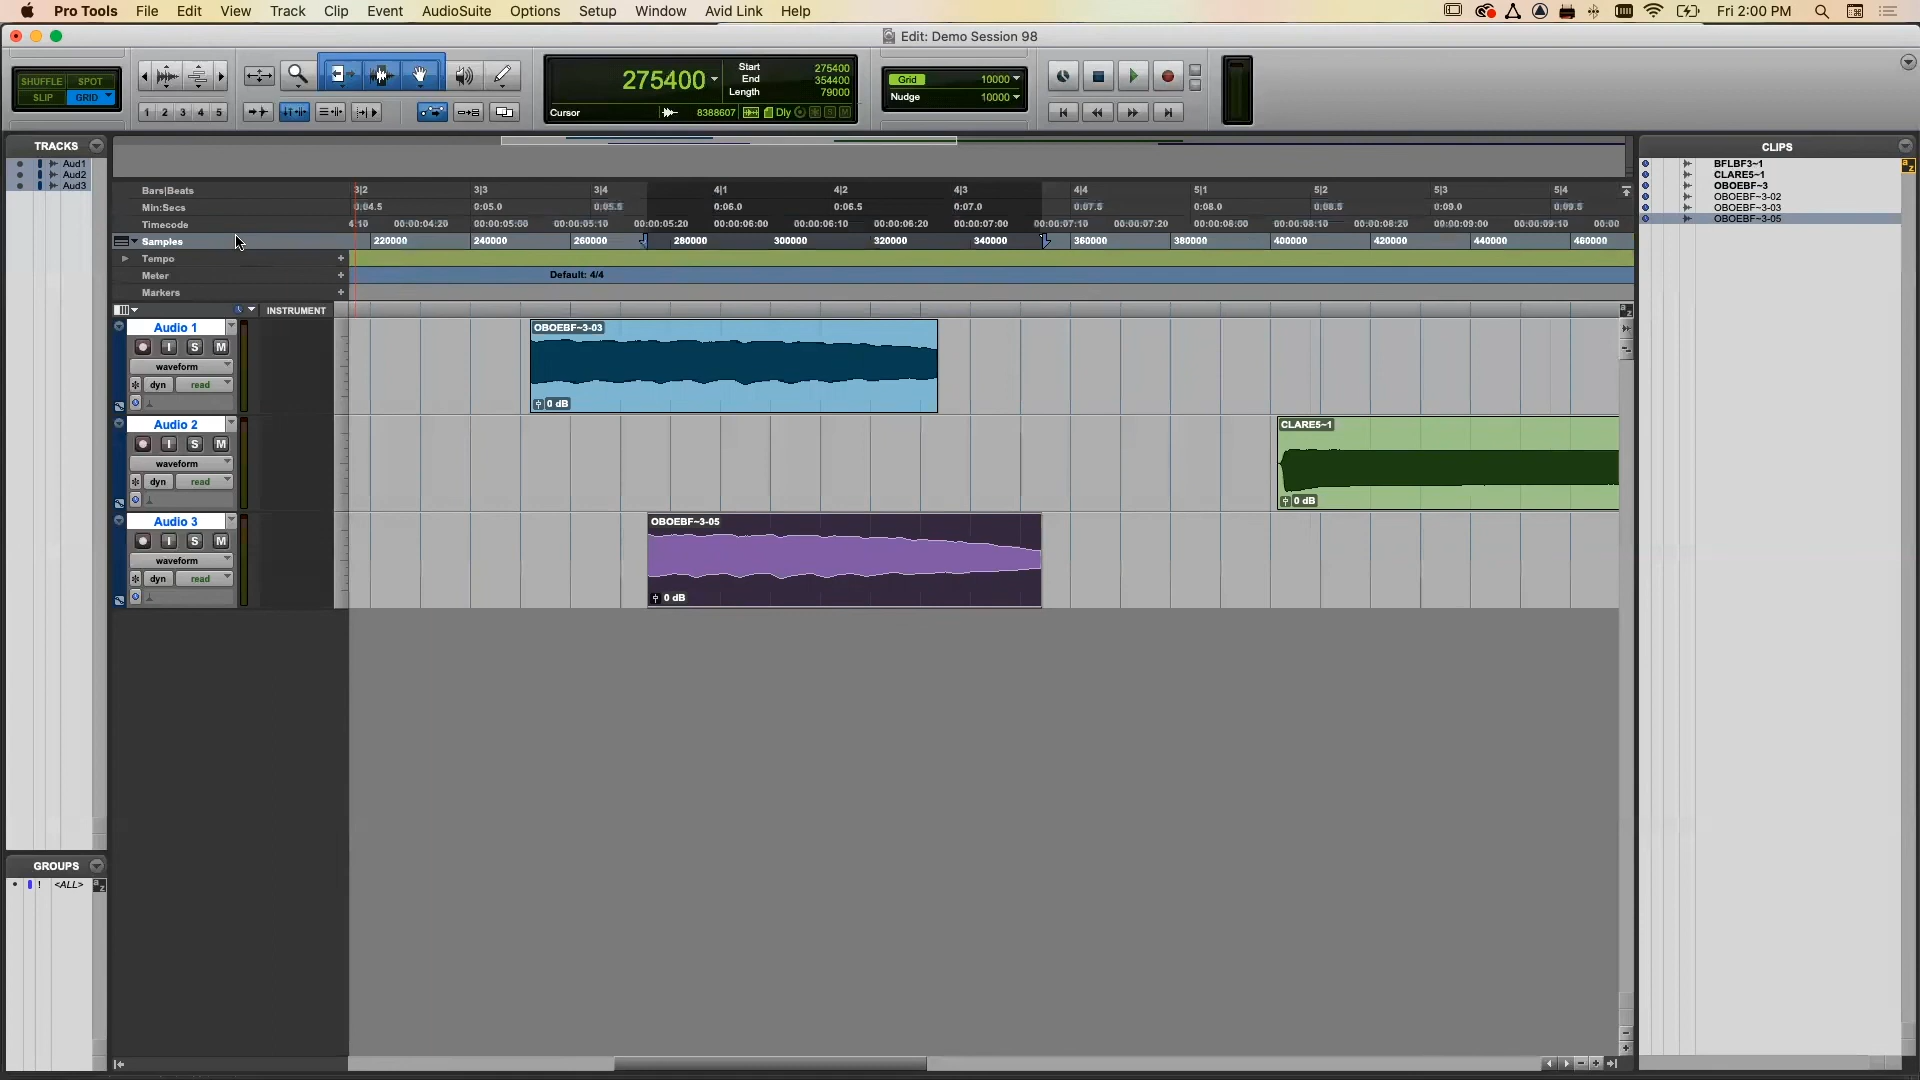 Pro Tools File Edit View Track Clip Event AudioSuite Options Setup Window Avid Link Help Fri 2:00 PM
Edit: Demo Session 98
SHUFFLE SPOT
SLIP GRID
1 2 3 4 5
275400
Start 275400
End 354400
Length 79000
Cursor 8388607 Dly S M
Grid 10000
Nudge 10000
TRACKS
Aud1
Aud2
Aud3
CLIPS
BFLBF3~1
CLARE5~1
OBOEBF~3
OBOEBF~3-02
OBOEBF~3-03
OBOEBF~3-05
Bars|Beats 3|2 3|3 3|4 4|1 4|2 4|3 4|4 5|1 5|2 5|3 5|4
Min:Secs 0:04.5 0:05.0 0:05.5 0:06.0 0:06.5 0:07.0 0:07.5 0:08.0 0:08.5 0:09.0 0:09.5
Timecode 4:10 00:00:04:20 00:00:05:00 00:00:05:10 00:00:05:20 00:00:06:00 00:00:06:10 00:00:06:20 00:00:07:00 00:00:07:10 00:00:07:20 00:00:08:00 00:00:08:10 00:00:08:20 00:00:09:00 00:00:09:10 00:00
Samples 220000 240000 260000 280000 300000 320000 340000 360000 380000 400000 420000 440000 460000
Tempo +
Meter + Default: 4/4
Markers +
INSTRUMENT
Audio 1
I S M
waveform
dyn read
OBOEBF~3-03
0 dB
Audio 2
I S M
waveform
dyn read
CLARE5~1
0 dB
Audio 3
I S M
waveform
dyn read
OBOEBF~3-05
0 dB
GROUPS
! <ALL>